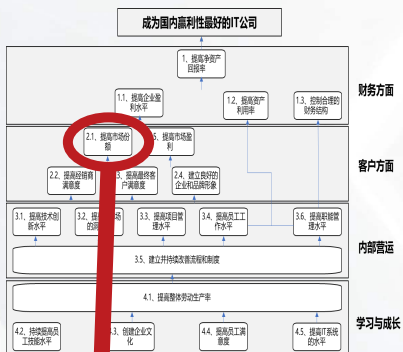 成为国内赢利性最好的IT公司
1、提高净资产
回报率
财务方面
1.1、提高企业盈
利水平
1.2、提高资产
利用率
1.3、控制合理的
财务结构
2.1、提高市场份
额
、提高市场盈
利
客户方面
2.2、提高经销商
满意度
、提高最终客
户满意度
2.4、建立良好的
企业和品牌形象
3.1、提高技术创
新水平
3.2、提
场
的
3.3、提高项目管
理水平
3.4、提高员工工
作水平
3.6、提高职能管
理水平
内部营运
3.5、建立并持续改善流程和制度
4.1、提高整体劳动生产率
学习与成长
4.2、持续提高员
工技能水平
.3、创建企业文
化
4.4、提高员工满
意度
4.5、提高IT系统
的水平